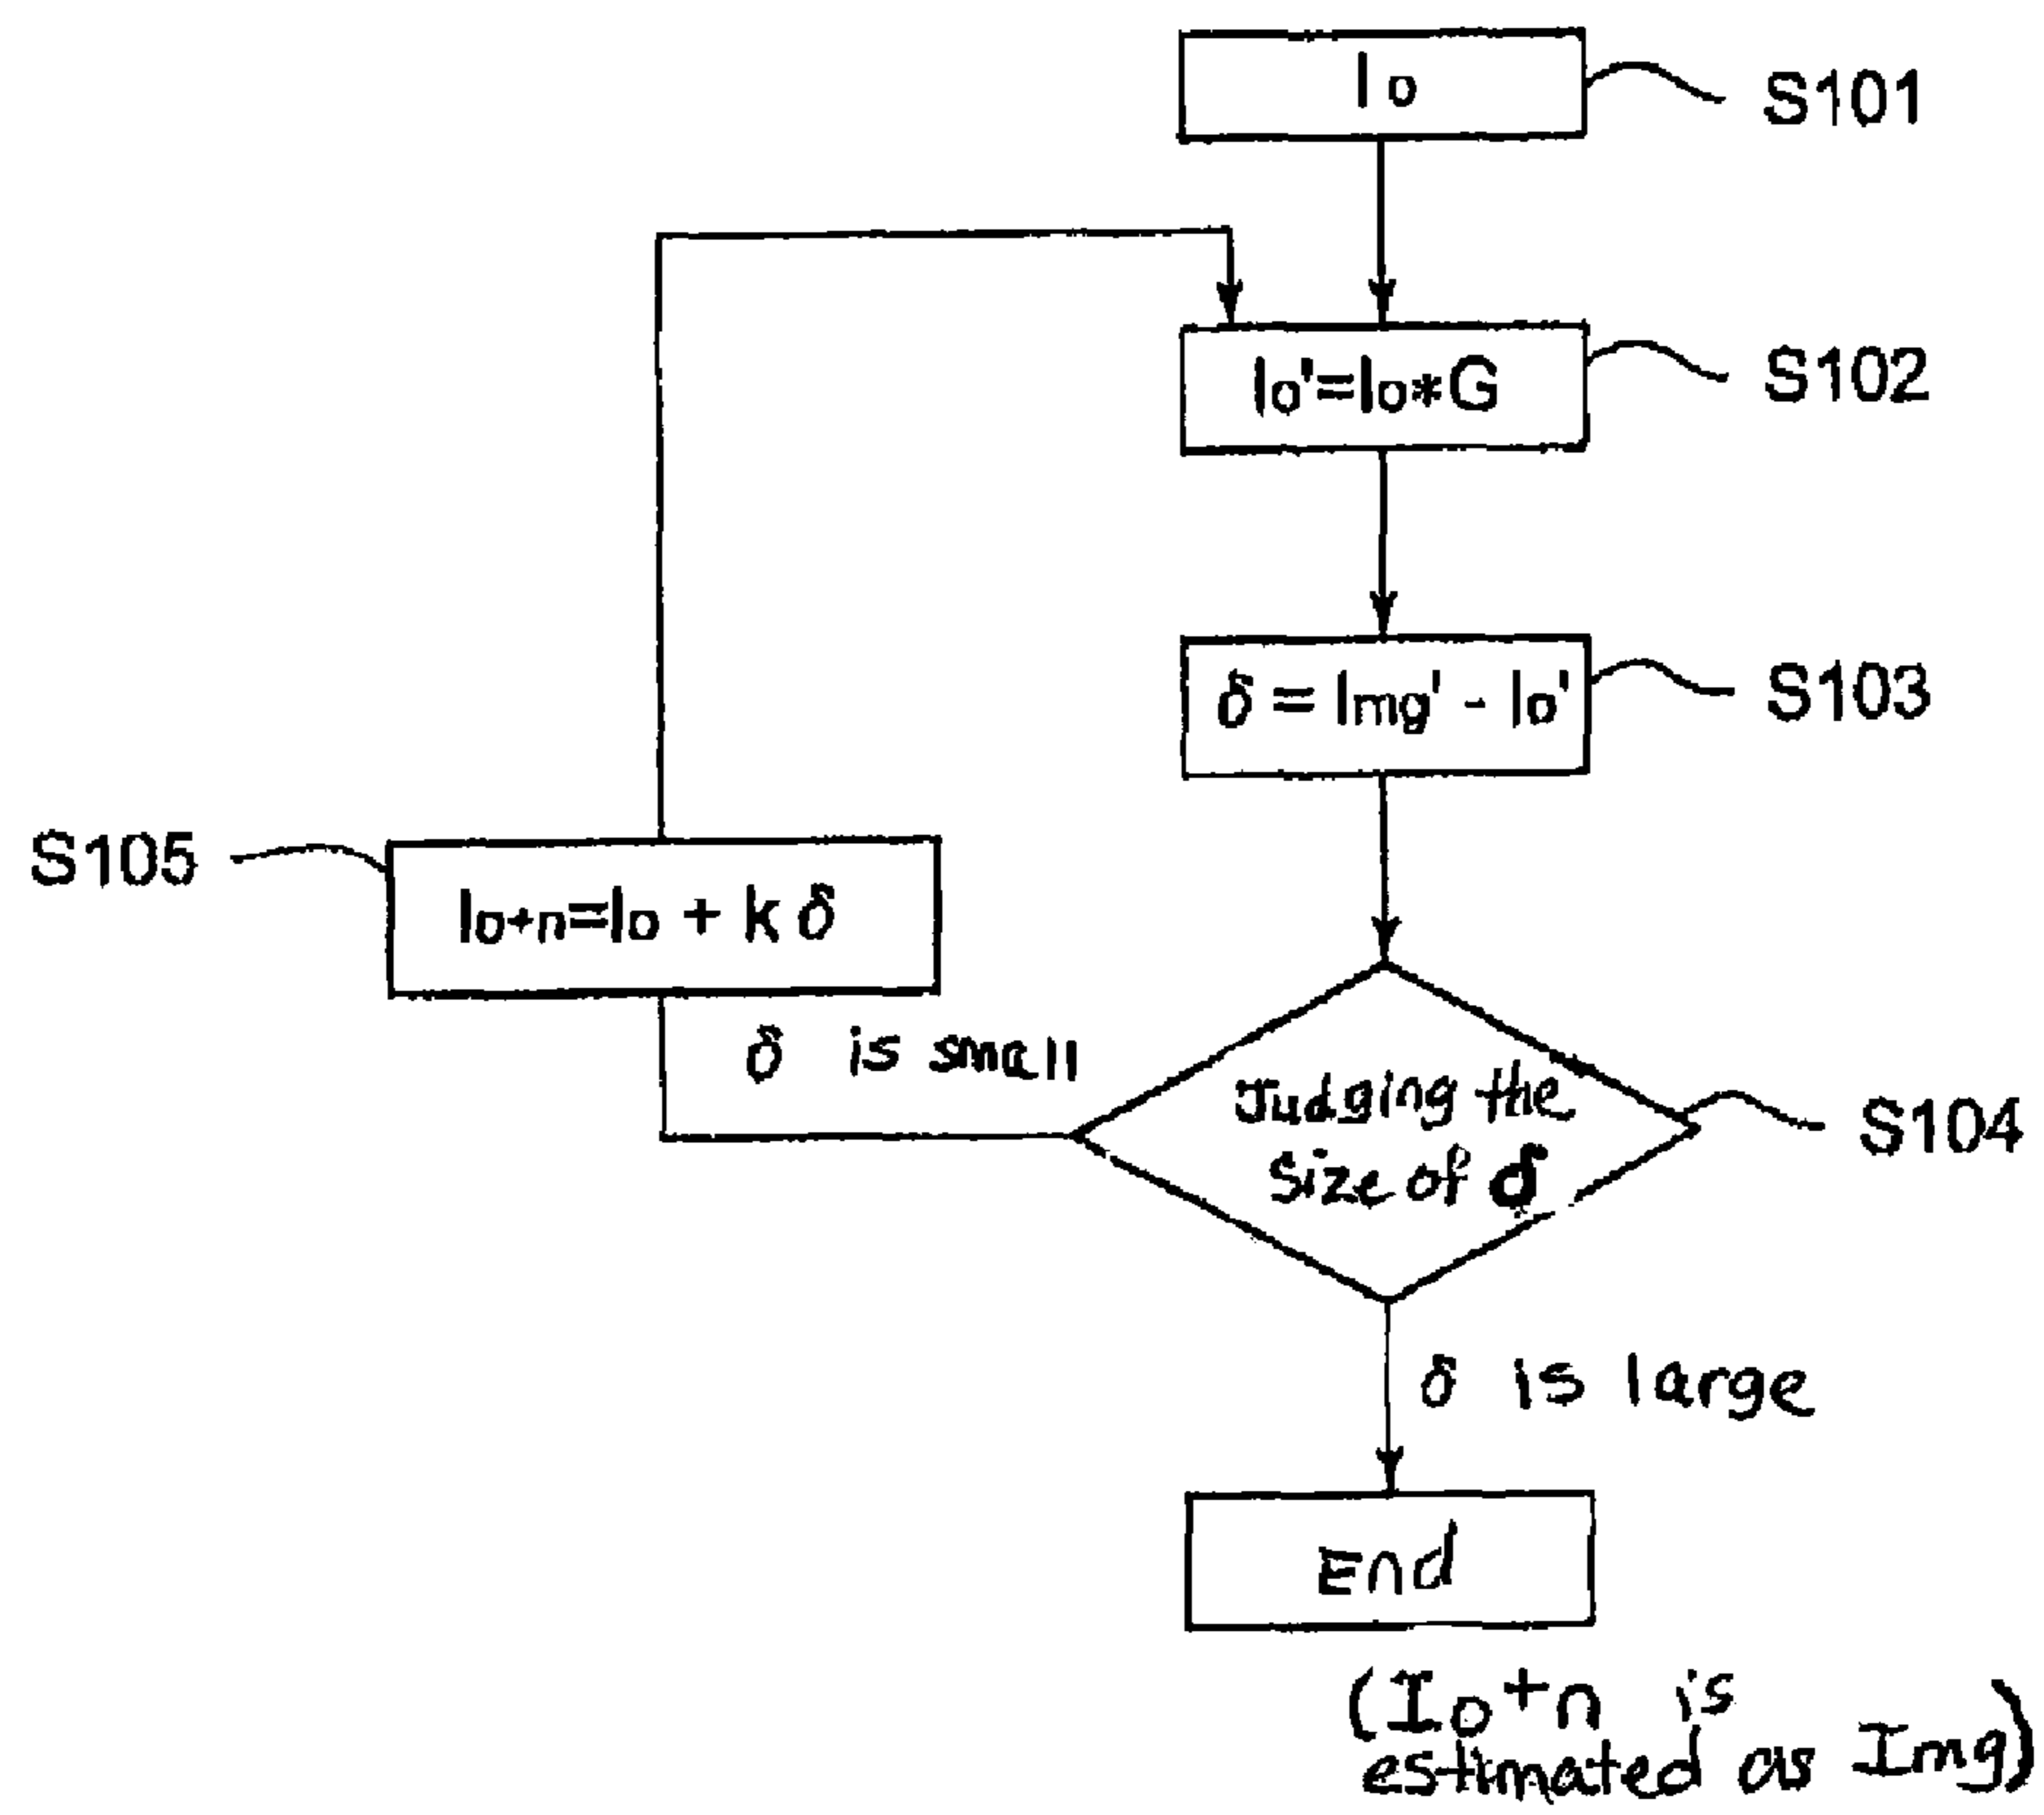 Io
S101
Io'=Io*G
S102
δ = Img' - Io'
S103
S105
Io+n=Io + k δ
δ is small
Judging the
size of δ
S104
δ is large
End
(Io+n is
estimated as Img)